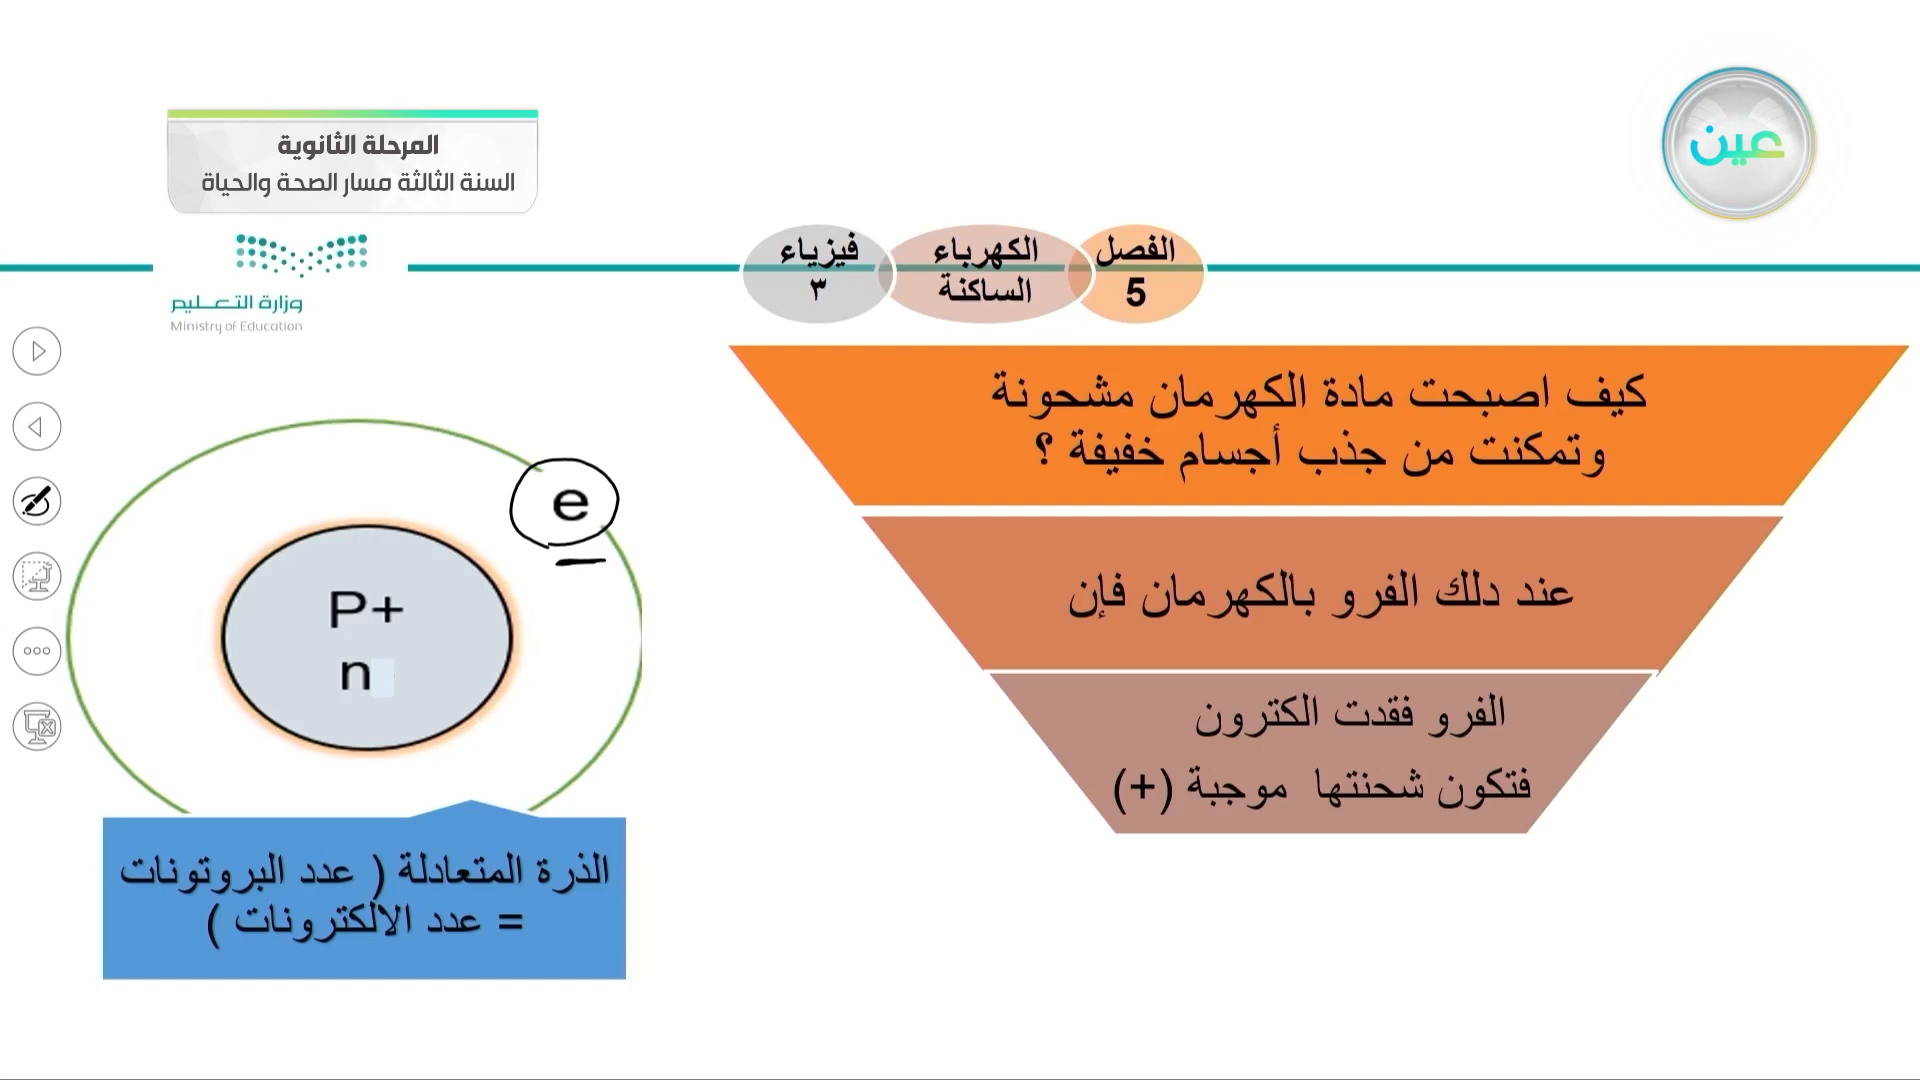 المرحلة الثانوية
السنة الثالثة مسار الصحة والحياة
عين
وزارة التعليم
Ministry of Education
الفصل
5
الكهرباء
الساكنة
فيزياء
٣
كيف اصبحت مادة الكهرمان مشحونة
وتمكنت من جذب أجسام خفيفة ؟
عند دلك الفرو بالكهرمان فإن
الفرو فقدت الكترون
فتكون شحنتها موجبة (+)
e
P+
n
الذرة المتعادلة ( عدد البروتونات
= عدد الالكترونات )